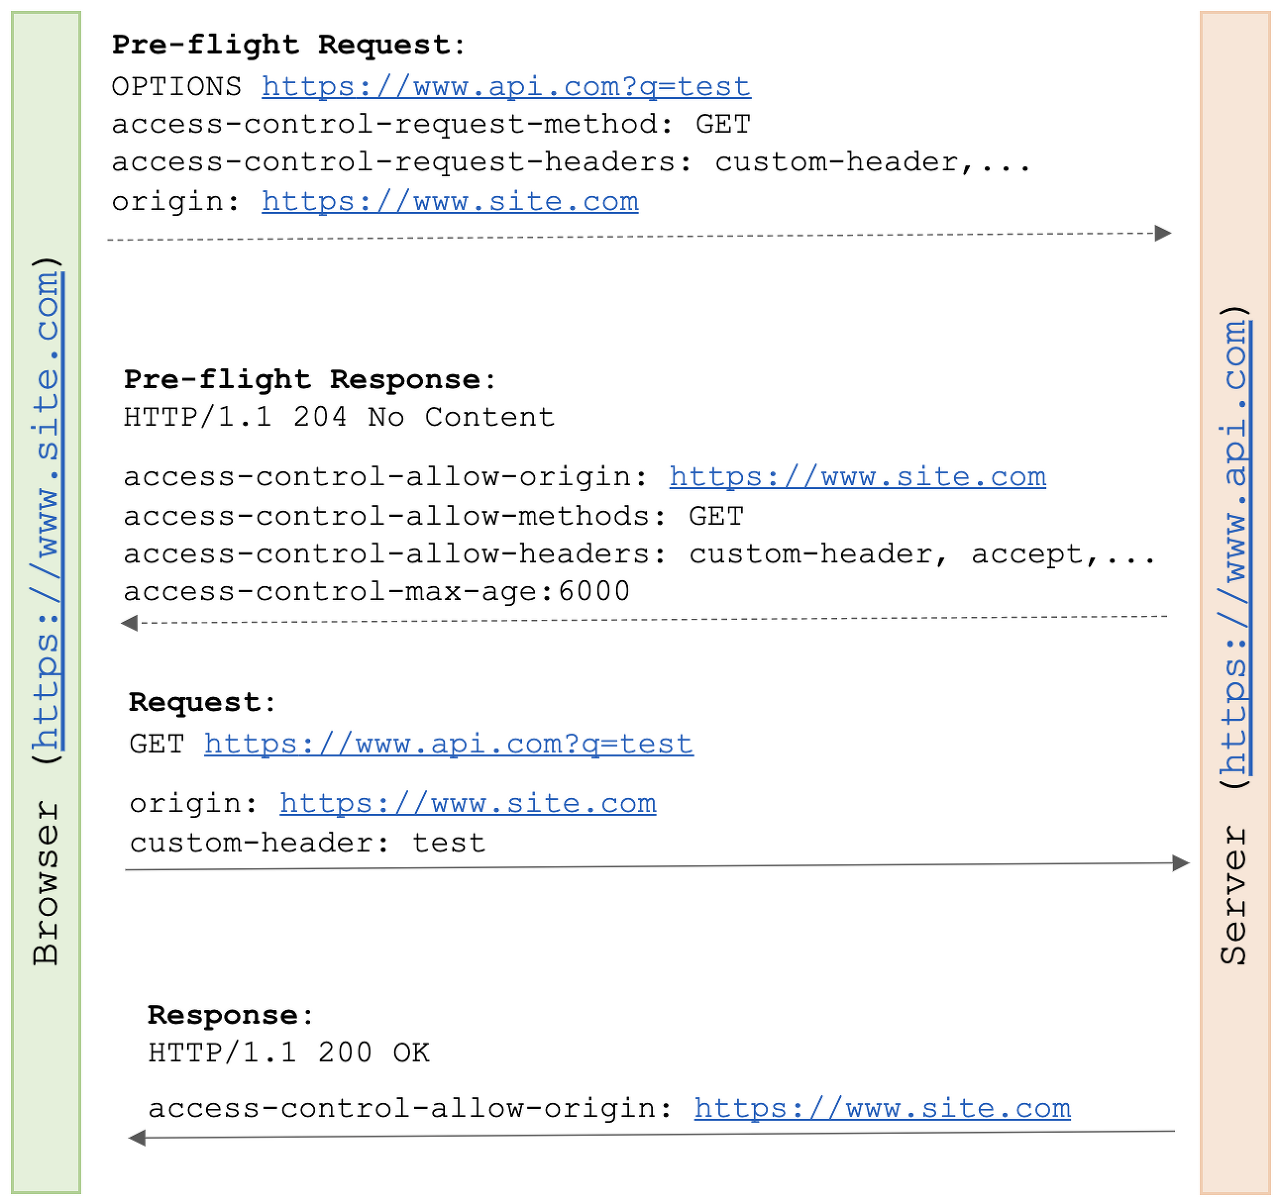 Browser (https://www.site.com)
Pre-flight Request:
OPTIONS https://www.api.com?q=test
access-control-request-method: GET
access-control-request-headers: custom-header,...
origin: https://www.site.com
Pre-flight Response:
HTTP/1.1 204 No Content
access-control-allow-origin: https://www.site.com
access-control-allow-methods: GET
access-control-allow-headers: custom-header, accept,...
access-control-max-age:6000
Request:
GET https://www.api.com?q=test
origin: https://www.site.com
custom-header: test
Response:
HTTP/1.1 200 OK
access-control-allow-origin: https://www.site.com
Server (https://www.api.com)